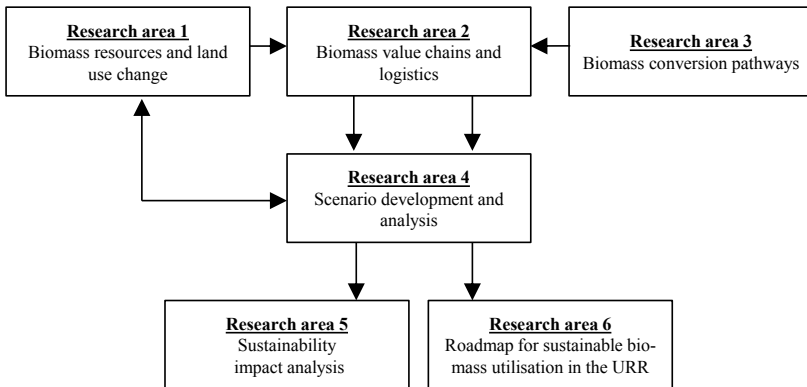 Research area 1
Biomass resources and land
use change
Research area 2
Biomass value chains and
logistics
Research area 3
Biomass conversion pathways
Research area 4
Scenario development and
analysis
Research area 5
Sustainability
impact analysis
Research area 6
Roadmap for sustainable bio-
mass utilisation in the URR